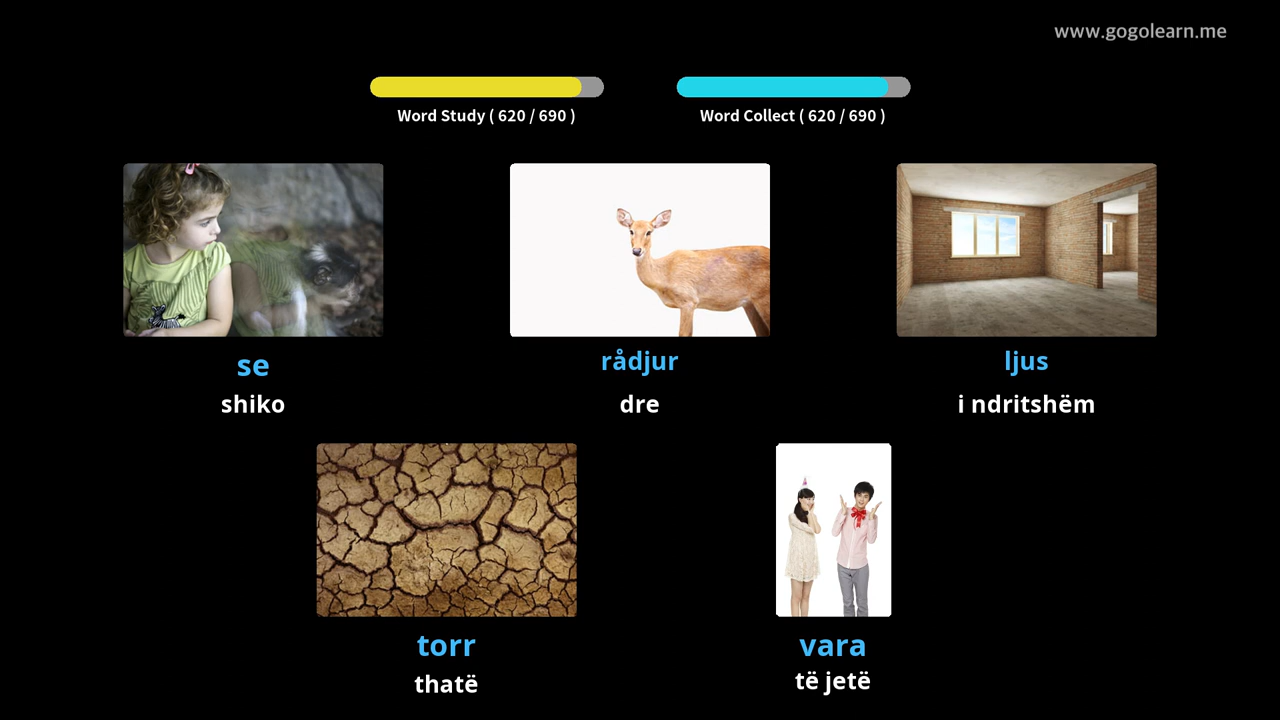 www.gogolearn.me
Word Study ( 620 / 690 )
Word Collect ( 620 / 690 )
se
shiko
rådjur
dre
ljus
i ndritshëm
torr
thatë
vara
të jetë